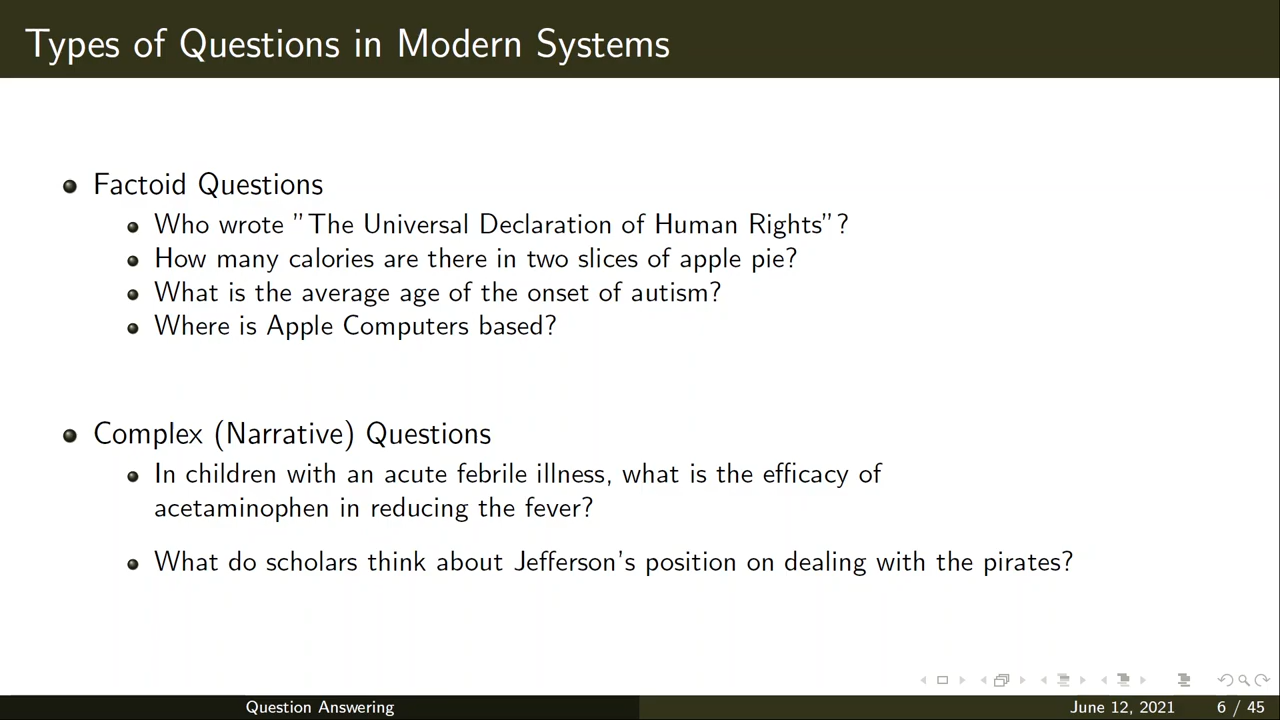 Types of Questions in Modern Systems
Factoid Questions
Who wrote ”The Universal Declaration of Human Rights”?
How many calories are there in two slices of apple pie?
What is the average age of the onset of autism?
Where is Apple Computers based?
Complex (Narrative) Questions
In children with an acute febrile illness, what is the efficacy of
acetaminophen in reducing the fever?
What do scholars think about Jefferson's position on dealing with the pirates?
Question Answering June 12, 2021 6 / 45